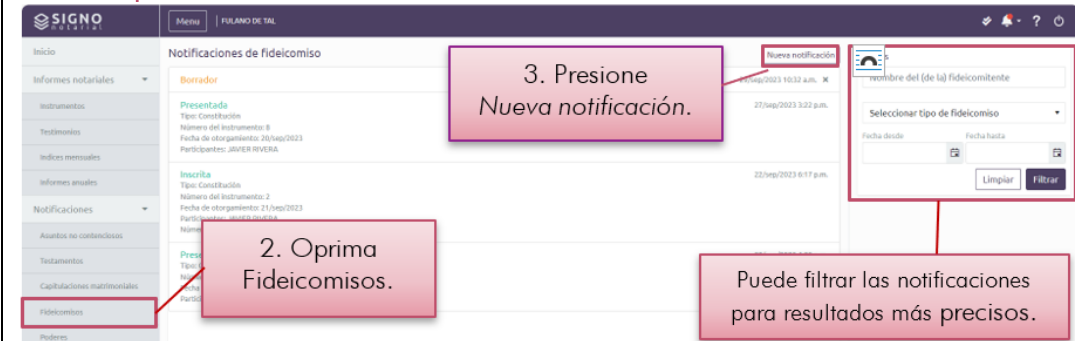 SIGNO
notarial
Menu | FULANO DE TAL
?
Inicio
Informes notariales
Instrumentos
Testimonios
Indices mensuales
Informes anuales
Notificaciones
Asuntos no contenciosos
Testamentos
Capitulaciones matrimoniales
Fideicomisos
Poderes
Notificaciones de fideicomiso
Nueva notificación
Borrador
/sep/2023 10:32 a.m.
Presentada
27/sep/2023 3:22 p.m.
Tipo: Constitución
Número del instrumento: 8
Fecha de otorgamiento: 20/sep/2023
Participantes: JAVIER RIVERA
Inscrita
22/sep/2023 6:17 p.m.
Tipo: Constitución
Número del instrumento: 2
Fecha de otorgamiento: 21/sep/2023
3. Presione
Nueva notificación.
2. Oprima
Fideicomisos.
Nombre del (de la) fideicomitente
Seleccionar tipo de fideicomiso
Fecha desde Fecha hasta
Limpiar Filtrar
Puede filtrar las notificaciones
para resultados más precisos.